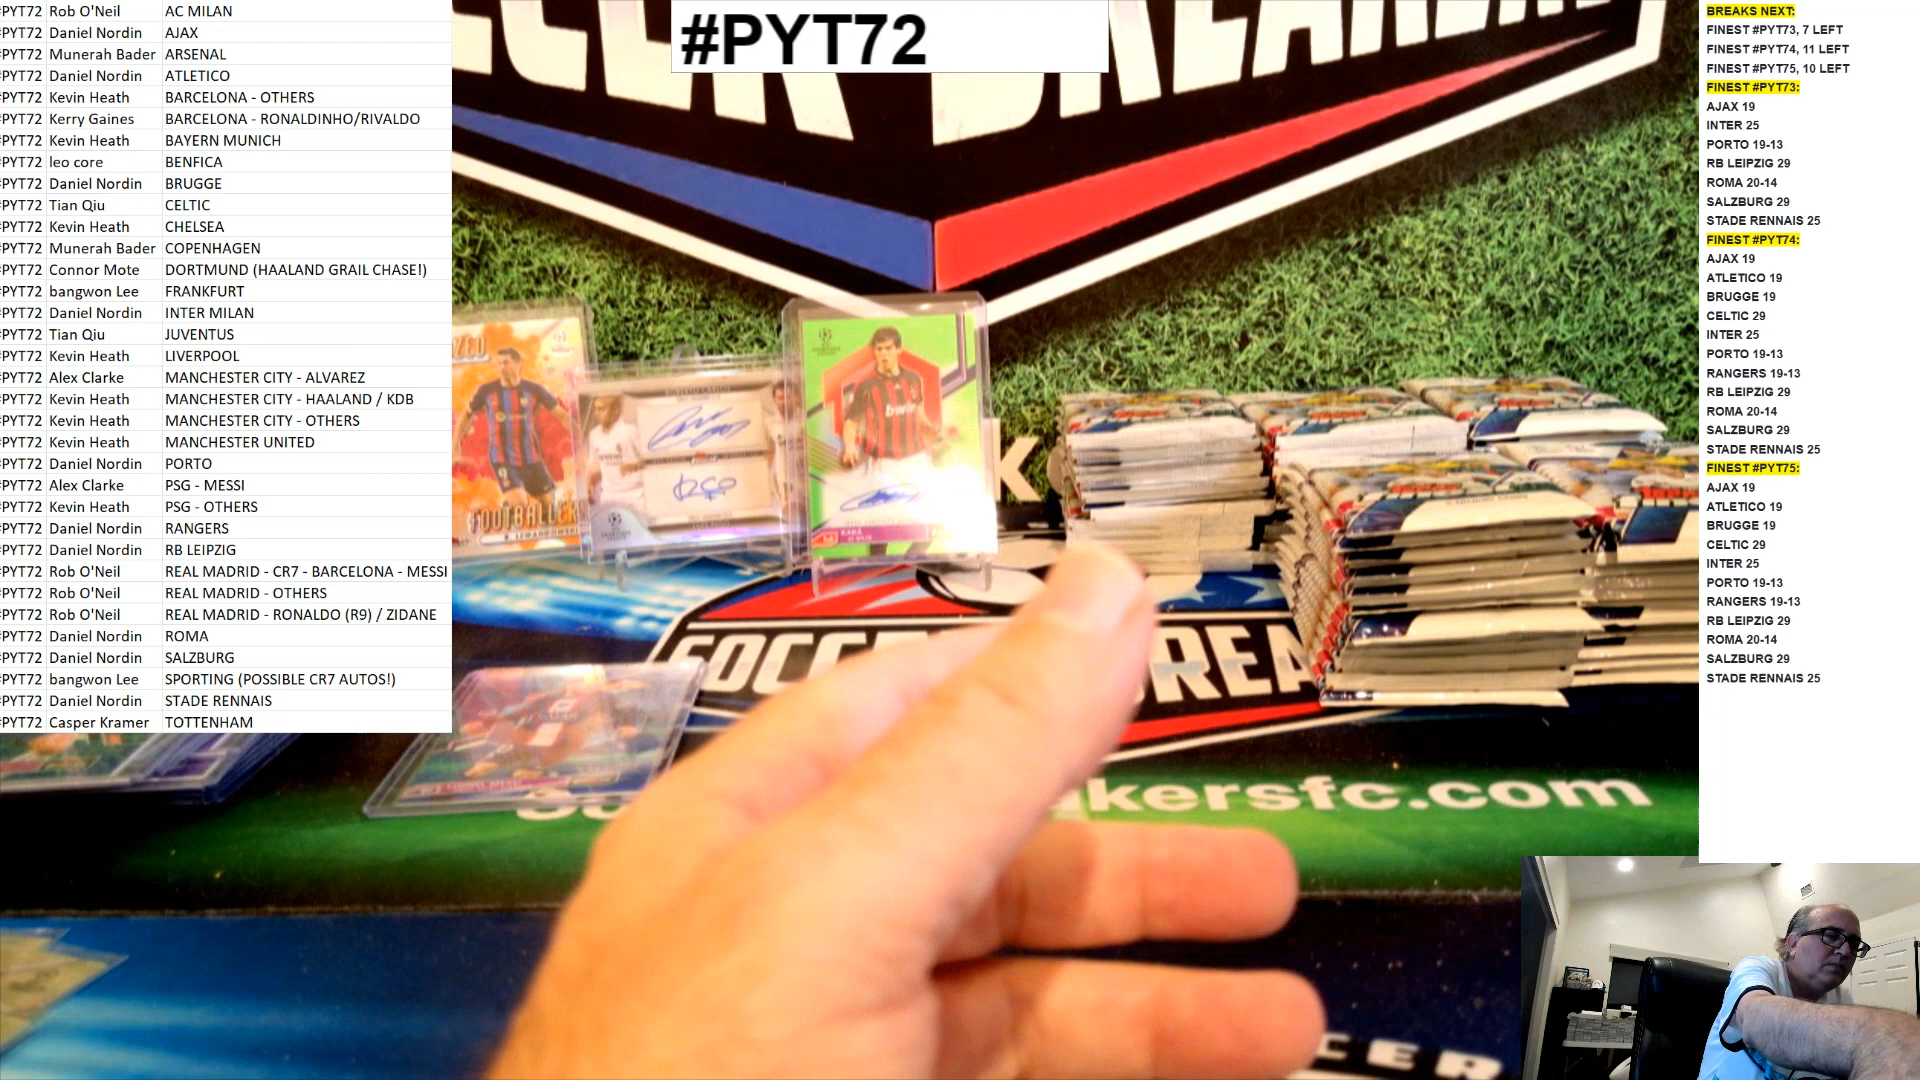 #PYT72
#PYT72 Rob O'Neil AC MILAN
#PYT72 Daniel Nordin AJAX
#PYT72 Munerah Bader ARSENAL
#PYT72 Daniel Nordin ATLETICO
#PYT72 Kevin Heath BARCELONA - OTHERS
#PYT72 Kerry Gaines BARCELONA - RONALDINHO/RIVALDO
#PYT72 Kevin Heath BAYERN MUNICH
#PYT72 leo core BENFICA
#PYT72 Daniel Nordin BRUGGE
#PYT72 Tian Qiu CELTIC
#PYT72 Kevin Heath CHELSEA
#PYT72 Munerah Bader COPENHAGEN
#PYT72 Connor Mote DORTMUND (HAALAND GRAIL CHASE!)
#PYT72 bangwon Lee FRANKFURT
#PYT72 Daniel Nordin INTER MILAN
#PYT72 Tian Qiu JUVENTUS
#PYT72 Kevin Heath LIVERPOOL
#PYT72 Alex Clarke MANCHESTER CITY - ALVAREZ
#PYT72 Kevin Heath MANCHESTER CITY - HAALAND / KDB
#PYT72 Kevin Heath MANCHESTER CITY - OTHERS
#PYT72 Kevin Heath MANCHESTER UNITED
#PYT72 Daniel Nordin PORTO
#PYT72 Alex Clarke PSG - MESSI
#PYT72 Kevin Heath PSG - OTHERS
#PYT72 Daniel Nordin RANGERS
#PYT72 Daniel Nordin RB LEIPZIG
#PYT72 Rob O'Neil REAL MADRID - CR7 - BARCELONA - MESSI
#PYT72 Rob O'Neil REAL MADRID - OTHERS
#PYT72 Rob O'Neil REAL MADRID - RONALDO (R9) / ZIDANE
#PYT72 Daniel Nordin ROMA
#PYT72 Daniel Nordin SALZBURG
#PYT72 bangwon Lee SPORTING (POSSIBLE CR7 AUTOS!)
#PYT72 Daniel Nordin STADE RENNAIS
#PYT72 Casper Kramer TOTTENHAM
BREAKS NEXT:
FINEST #PYT73, 7 LEFT
FINEST #PYT74, 11 LEFT
FINEST #PYT75, 10 LEFT
FINEST #PYT73:
AJAX 19
INTER 25
PORTO 19-13
RB LEIPZIG 29
ROMA 20-14
SALZBURG 29
STADE RENNAIS 25
FINEST #PYT74:
AJAX 19
ATLETICO 19
BRUGGE 19
CELTIC 29
INTER 25
PORTO 19-13
RANGERS 19-13
RB LEIPZIG 29
ROMA 20-14
SALZBURG 29
STADE RENNAIS 25
FINEST #PYT75:
AJAX 19
ATLETICO 19
BRUGGE 19
CELTIC 29
INTER 25
PORTO 19-13
RANGERS 19-13
RB LEIPZIG 29
ROMA 20-14
SALZBURG 29
STADE RENNAIS 25
FOOTBALLER
KAKA
SOCCE REA
kersfc.com
CER